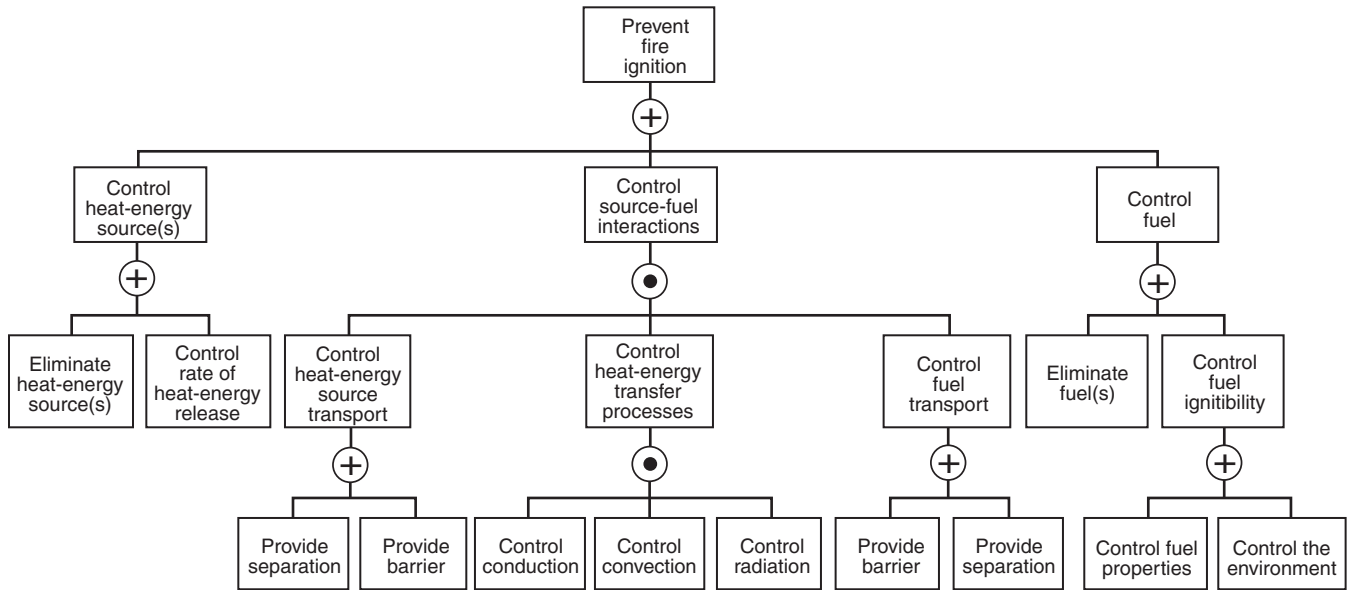 Prevent
fire
ignition
+
Control
heat-energy
source(s)
Control
source-fuel
interactions
Control
fuel
+
+
Eliminate
heat-energy
source(s)
Control
rate of
heat-energy
release
Control
heat-energy
source
transport
Control
heat-energy
transfer
processes
Control
fuel
transport
Eliminate
fuel(s)
Control
fuel
ignitibility
+
+
+
Provide
separation
Provide
barrier
Control
conduction
Control
convection
Control
radiation
Provide
barrier
Provide
separation
Control fuel
properties
Control the
environment